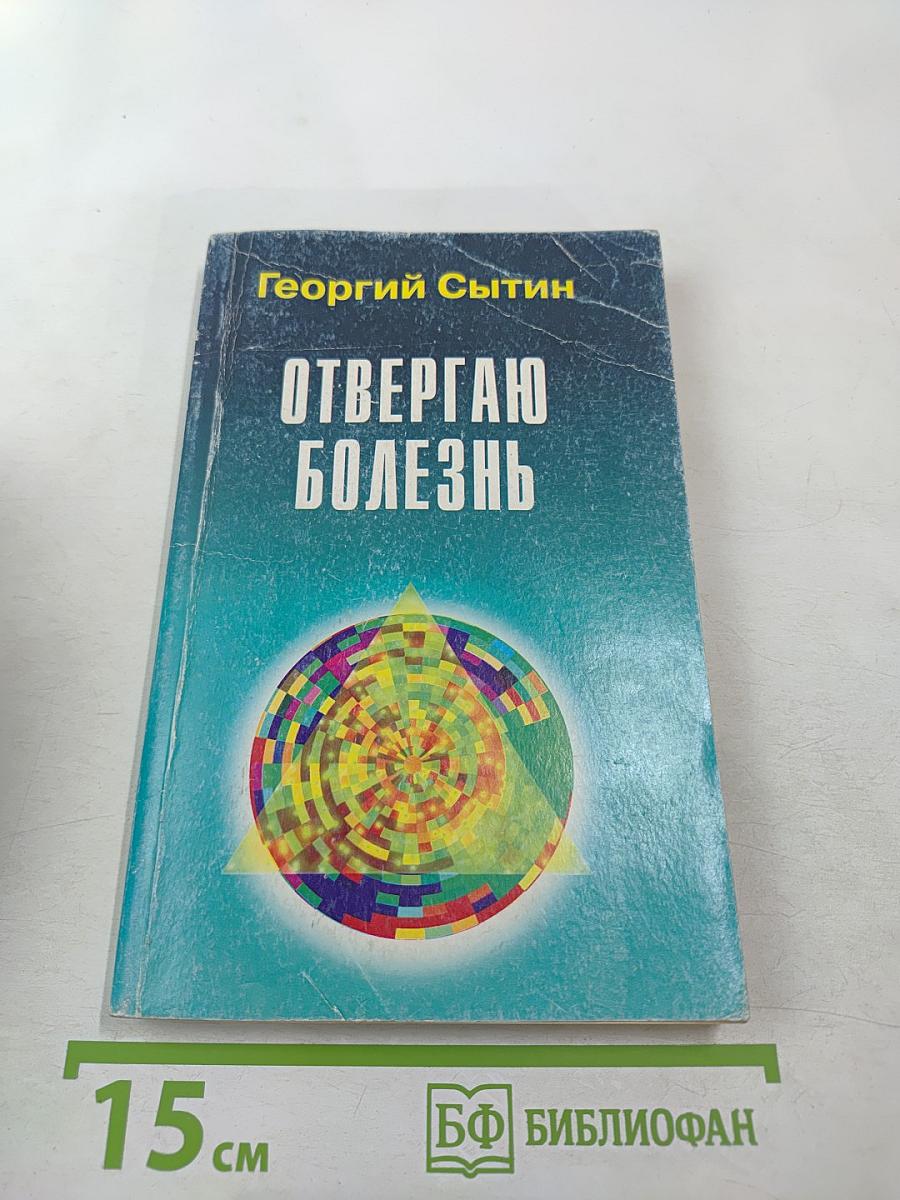 Георгий Сытин
ОТВЕРГАЮ
БОЛЕЗНЬ
15 см
БФ БИБЛИОФАН